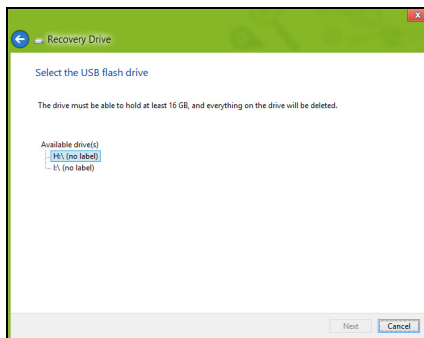 Recovery Drive
Select the USB flash drive
The drive must be able to hold at least 16 GB, and everything on the drive will be deleted.
Available drive(s)
H:\ (no label)
I:\ (no label)
Next
Cancel